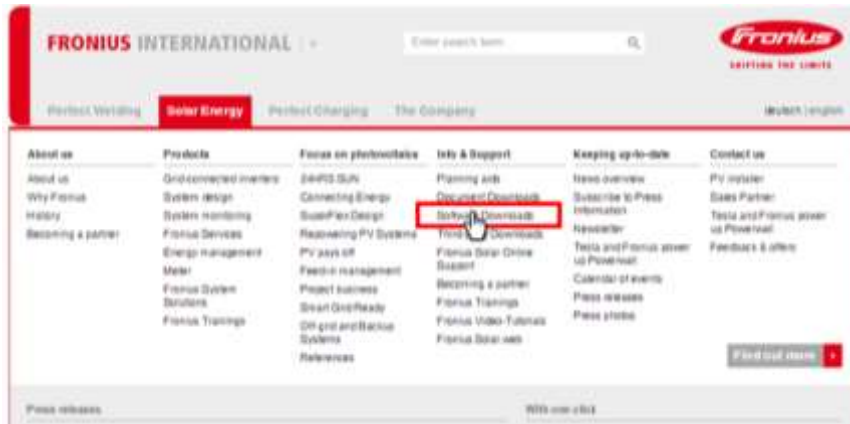 FRONIUS INTERNATIONAL
Enter search term
Fronius
SHIFTING THE LIMITS
Perfect Welding
Solar Energy
Perfect Charging
The Company
deutsch | english
About us
About us
Why Fronius
History
Becoming a partner
Products
Grid-connected inverters
System design
System monitoring
Fronius Services
Energy management
Meter
Fronius System
Solutions
Fronius Trainings
Focus on photovoltaics
24HRS SUN
Connecting Energy
SuperFlex Design
Repowering PV Systems
PV pays off
Feed-in management
Project business
Smart Grid Ready
Off-grid and Backup
Systems
References
Info & Support
Planning aids
Document Downloads
Software Downloads
Downloads
Fronius Solar Online
Support
Becoming a partner
Fronius Trainings
Fronius Video-Tutorials
Fronius Solar.web
Keeping up-to-date
News overview
Subscribe to Press
Information
Newsletter
Tesla and Fronius power
up Powerwall
Calendar of events
Press releases
Press photos
Contact us
PV installer
Sales Partner
Tesla and Fronius power
up Powerwall
Feedback & offers
Find out more
Press releases
With one click